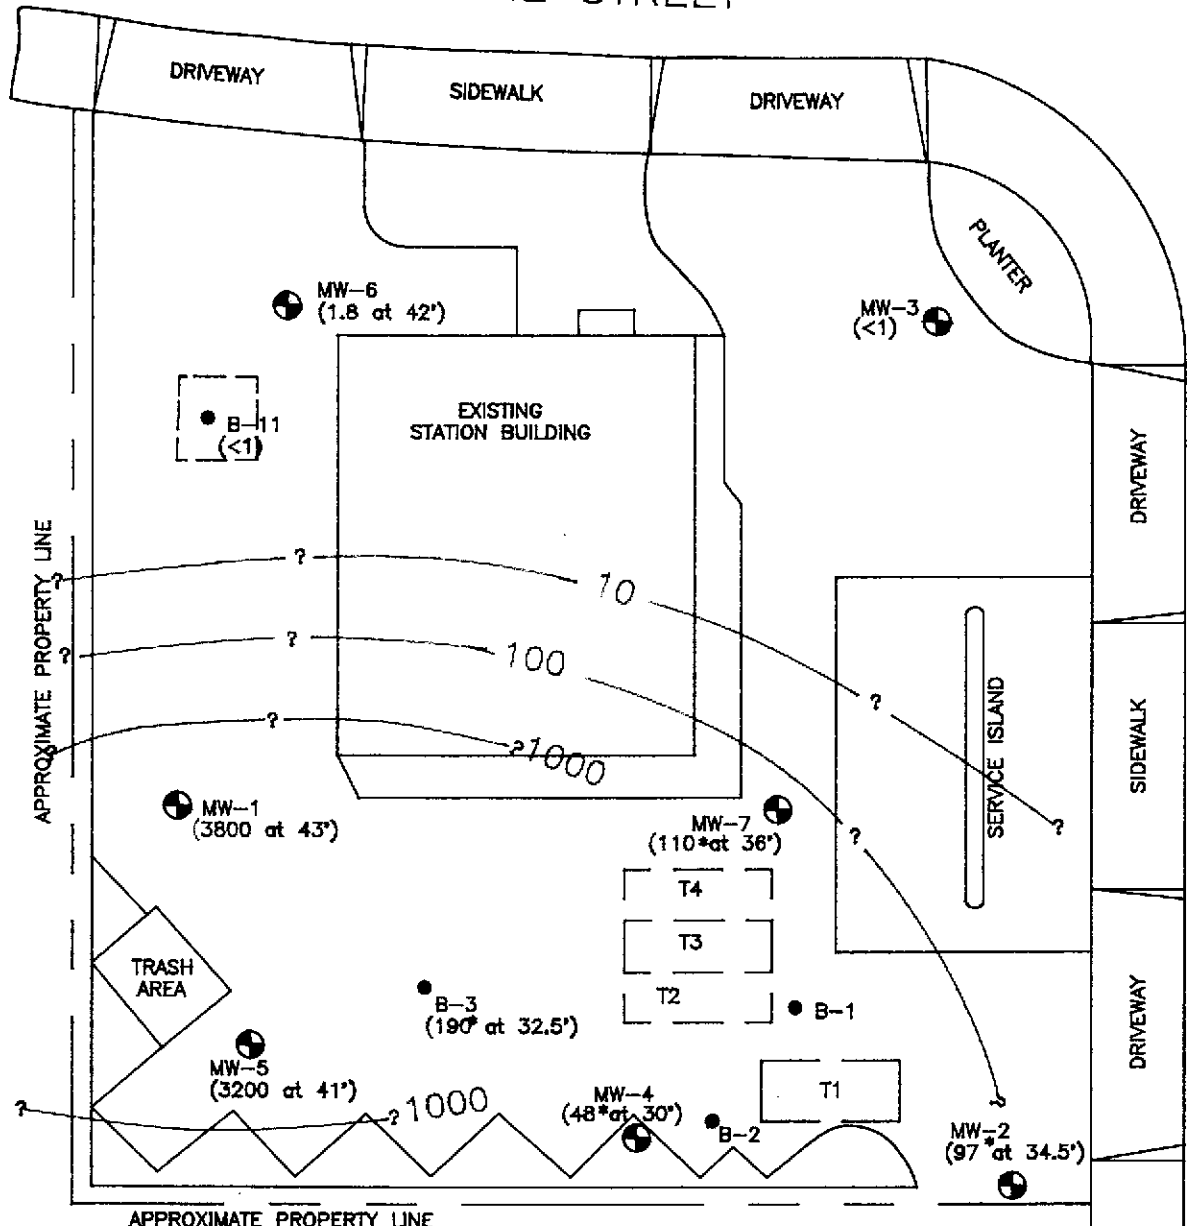 STREET
DRIVEWAY
SIDEWALK
DRIVEWAY
PLANTER
MW-6
(1.8 at 42')
MW-3
(<1)
B-11
(<1)
EXISTING
STATION BUILDING
DRIVEWAY
APPROXIMATE PROPERTY LINE
?
?
10
?
?
?
?
100
?
?
?
?
?1000
SERVICE ISLAND
SIDEWALK
MW-1
(3800 at 43')
MW-7
(110*at 36')
T4
T3
T2
TRASH
AREA
B-3
(190* at 32.5')
B-1
DRIVEWAY
MW-5
(3200 at 41')
T1
?
?1000
MW-4
(48*at 30')
B-2
?
MW-2
(97*at 34.5')
APPROXIMATE PROPERTY LINE